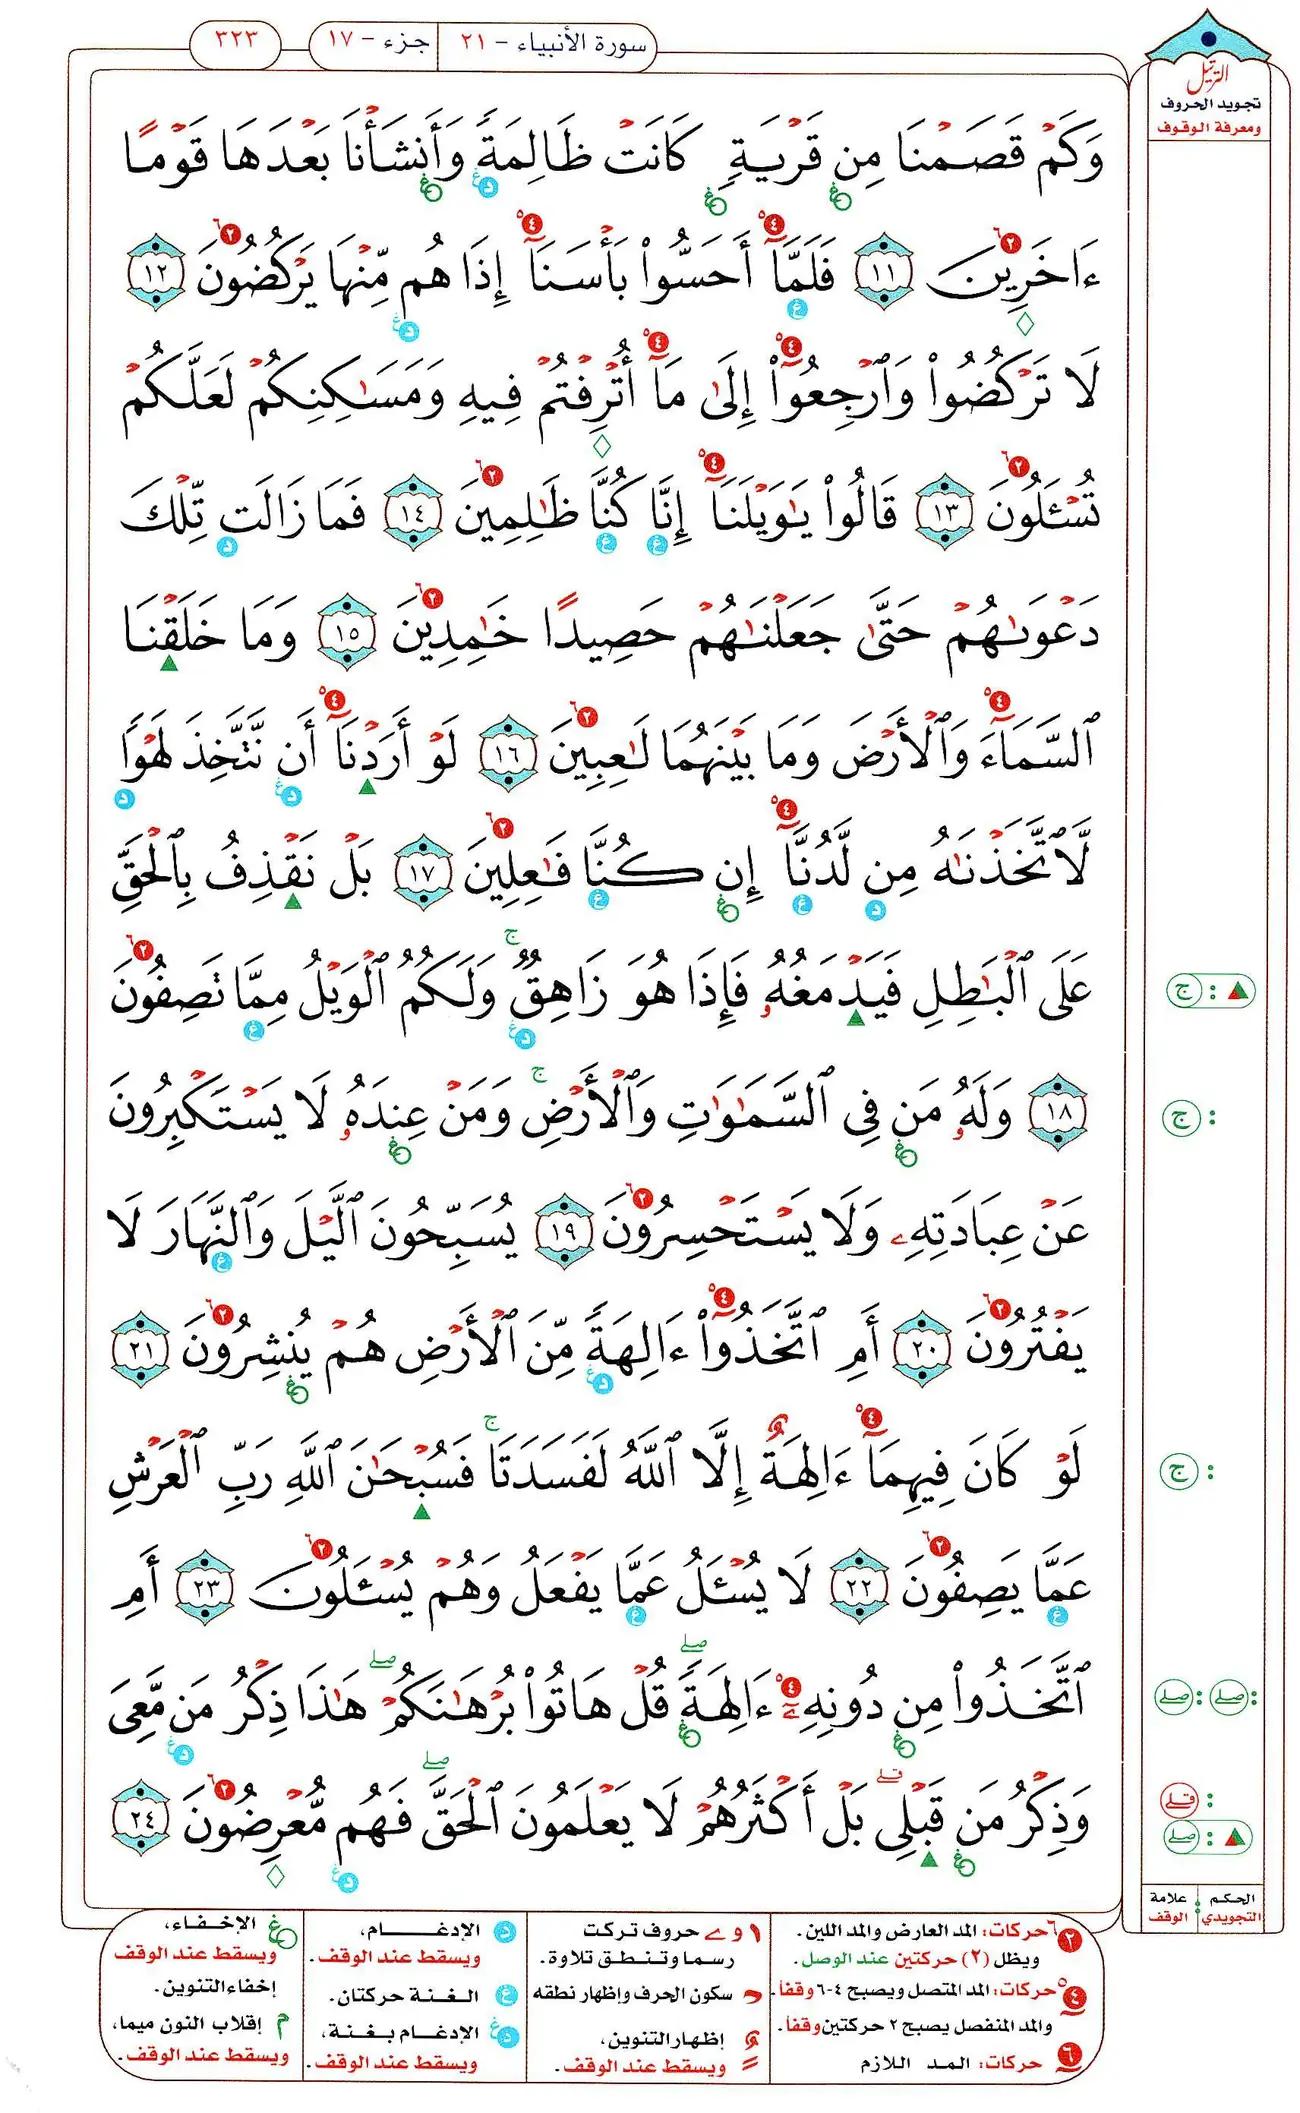 سورة الأنبياء - ٢١
جزء - ١٧
٣٢٣
الترتيل
تجويد الحروف
ومعرفة الوقوف
وَكَمْ قَصَمْنَا مِن قَرْيَةٍ كَانَتْ ظَالِمَةً وَأَنشَأْنَا بَعْدَهَا قَوْمًا
ءَاخَرِينَ ١١ فَلَمَّآ أَحَسُّوا۟ بَأْسَنَآ إِذَا هُم مِّنْهَا يَرْكُضُونَ ١٢
لَا تَرْكُضُوا۟ وَٱرْجِعُوٓا۟ إِلَىٰ مَآ أُتْرِفْتُمْ فِيهِ وَمَسَـٰكِنِكُمْ لَعَلَّكُمْ
تُسْـَٔلُونَ ١٣ قَالُوا۟ يَـٰوَيْلَنَآ إِنَّا كُنَّا ظَـٰلِمِينَ ١٤ فَمَا زَالَت تِّلْكَ
دَعْوَىٰهُمْ حَتَّىٰ جَعَلْنَـٰهُمْ حَصِيدًا خَـٰمِدِينَ ١٥ وَمَا خَلَقْنَا
ٱلسَّمَآءَ وَٱلْأَرْضَ وَمَا بَيْنَهُمَا لَـٰعِبِينَ ١٦ لَوْ أَرَدْنَآ أَن نَّتَّخِذَ لَهْوًا
لَّٱتَّخَذْنَـٰهُ مِن لَّدُنَّآ إِن كُنَّا فَـٰعِلِينَ ١٧ بَلْ نَقْذِفُ بِٱلْحَقِّ
عَلَى ٱلْبَـٰطِلِ فَيَدْمَغُهُۥ فَإِذَا هُوَ زَاهِقٌ ۚ وَلَكُمُ ٱلْوَيْلُ مِمَّا تَصِفُونَ
١٨ وَلَهُۥ مَن فِى ٱلسَّمَـٰوَٰتِ وَٱلْأَرْضِ ۚ وَمَنْ عِندَهُۥ لَا يَسْتَكْبِرُونَ
عَنْ عِبَادَتِهِۦ وَلَا يَسْتَحْسِرُونَ ١٩ يُسَبِّحُونَ ٱلَّيْلَ وَٱلنَّهَارَ لَا
يَفْتُرُونَ ٢٠ أَمِ ٱتَّخَذُوٓا۟ ءَالِهَةً مِّنَ ٱلْأَرْضِ هُمْ يُنشِرُونَ ٢١
لَوْ كَانَ فِيهِمَآ ءَالِهَةٌ إِلَّا ٱللَّهُ لَفَسَدَتَا ۚ فَسُبْحَـٰنَ ٱللَّهِ رَبِّ ٱلْعَرْشِ
عَمَّا يَصِفُونَ ٢٢ لَا يُسْـَٔلُ عَمَّا يَفْعَلُ وَهُمْ يُسْـَٔلُونَ ٢٣ أَمِ
ٱتَّخَذُوا۟ مِن دُونِهِۦٓ ءَالِهَةً ۖ قُلْ هَاتُوا۟ بُرْهَـٰنَكُمْ ۖ هَـٰذَا ذِكْرُ مَن مَّعِىَ
وَذِكْرُ مَن قَبْلِى ۗ بَلْ أَكْثَرُهُمْ لَا يَعْلَمُونَ ٱلْحَقَّ ۖ فَهُم مُّعْرِضُونَ ٢٤
ج :
ج :
ج :
صلے : صلے :
قلے :
صلے :
الحكم التجويدي : علامة الوقف
٢ ٦ حركات: المد العارض والمد اللين.
ويظل (٢) حركتين عند الوصل.
٤ ٥ حركات: المد المتصل ويصبح ٤-٦ وقفاً.
والمد المنفصل يصبح ٢ حركتين وقفاً.
٦ حركات: المد اللازم
ا و ے حروف تركت
رسما وتنطق تلاوة.
سكون الحرف وإظهار نطقه
إظهار التنوين،
ويسقط عند الوقف.
د الإدغام،
ويسقط عند الوقف.
غ الغنة حركتان.
دغ الإدغام بغنة،
ويسقط عند الوقف.
الإخفاء،
ويسقط عند الوقف
إخفاء التنوين.
م إقلاب النون ميما،
ويسقط عند الوقف.